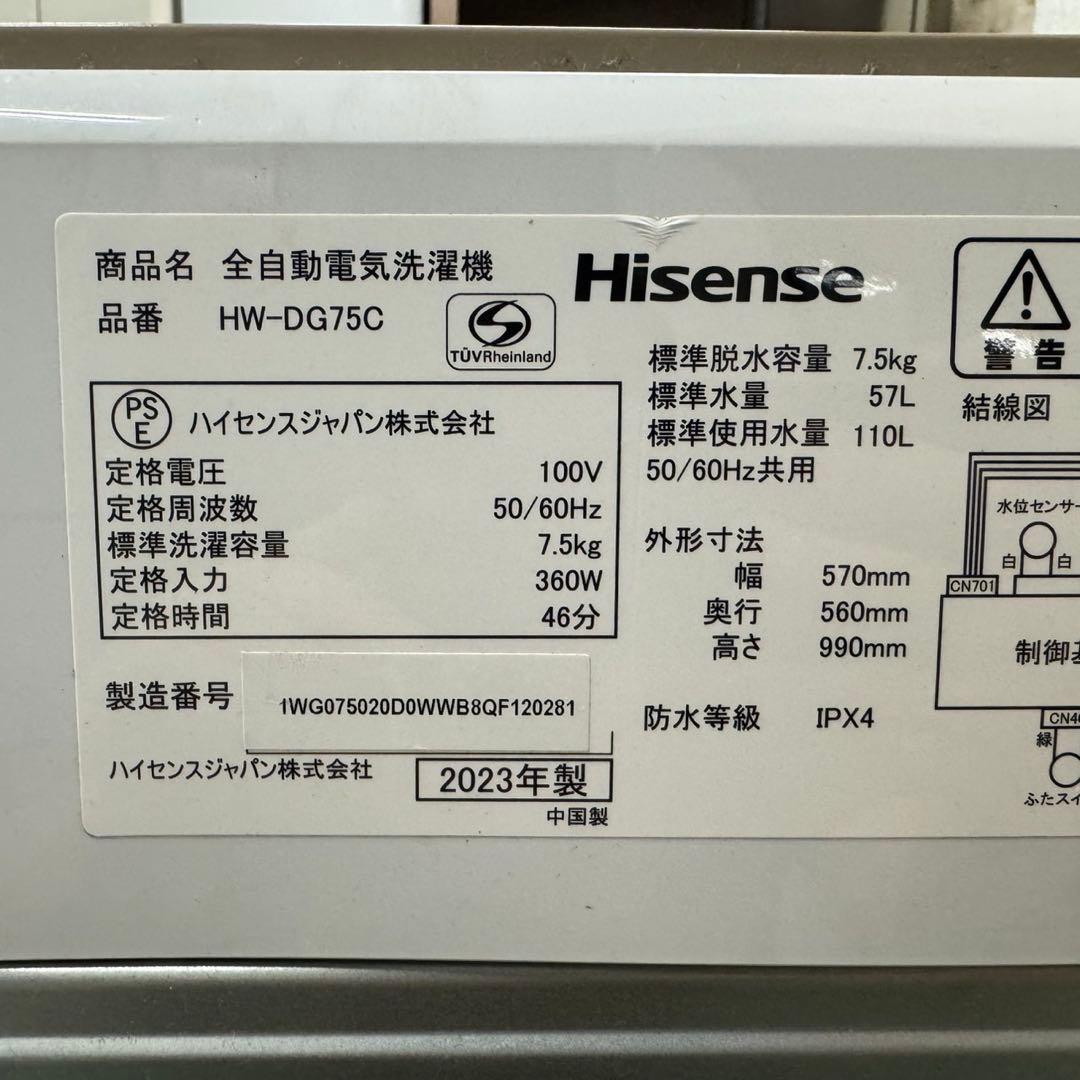 商品名 全自動電気洗濯機
品番 HW-DG75C
TÜVRheinland
Hisense
警告
PSE ハイセンスジャパン株式会社
定格電圧 100V
定格周波数 50/60Hz
標準洗濯容量 7.5kg
定格入力 360W
定格時間 46分
製造番号 1WG075020D0WWB8QF120281
ハイセンスジャパン株式会社
2023年製
中国製
標準脱水容量 7.5kg
標準水量 57L
標準使用水量 110L
50/60Hz共用
外形寸法
幅 570mm
奥行 560mm
高さ 990mm
防水等級 IPX4
結線図
水位センサー
白 白
CN701
制御
緑
ふたスイ